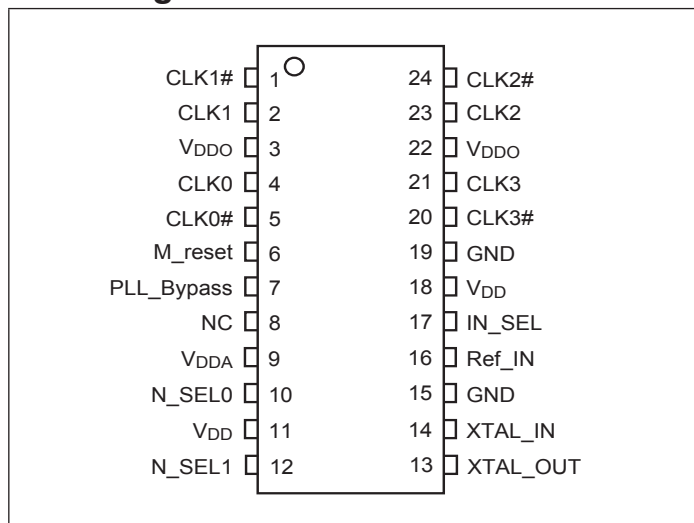 CLK1# 1 24 CLK2#
CLK1 2 23 CLK2
VDDO 3 22 VDDO
CLK0 4 21 CLK3
CLK0# 5 20 CLK3#
M_reset 6 19 GND
PLL_Bypass 7 18 VDD
NC 8 17 IN_SEL
VDDA 9 16 Ref_IN
N_SEL0 10 15 GND
VDD 11 14 XTAL_IN
N_SEL1 12 13 XTAL_OUT